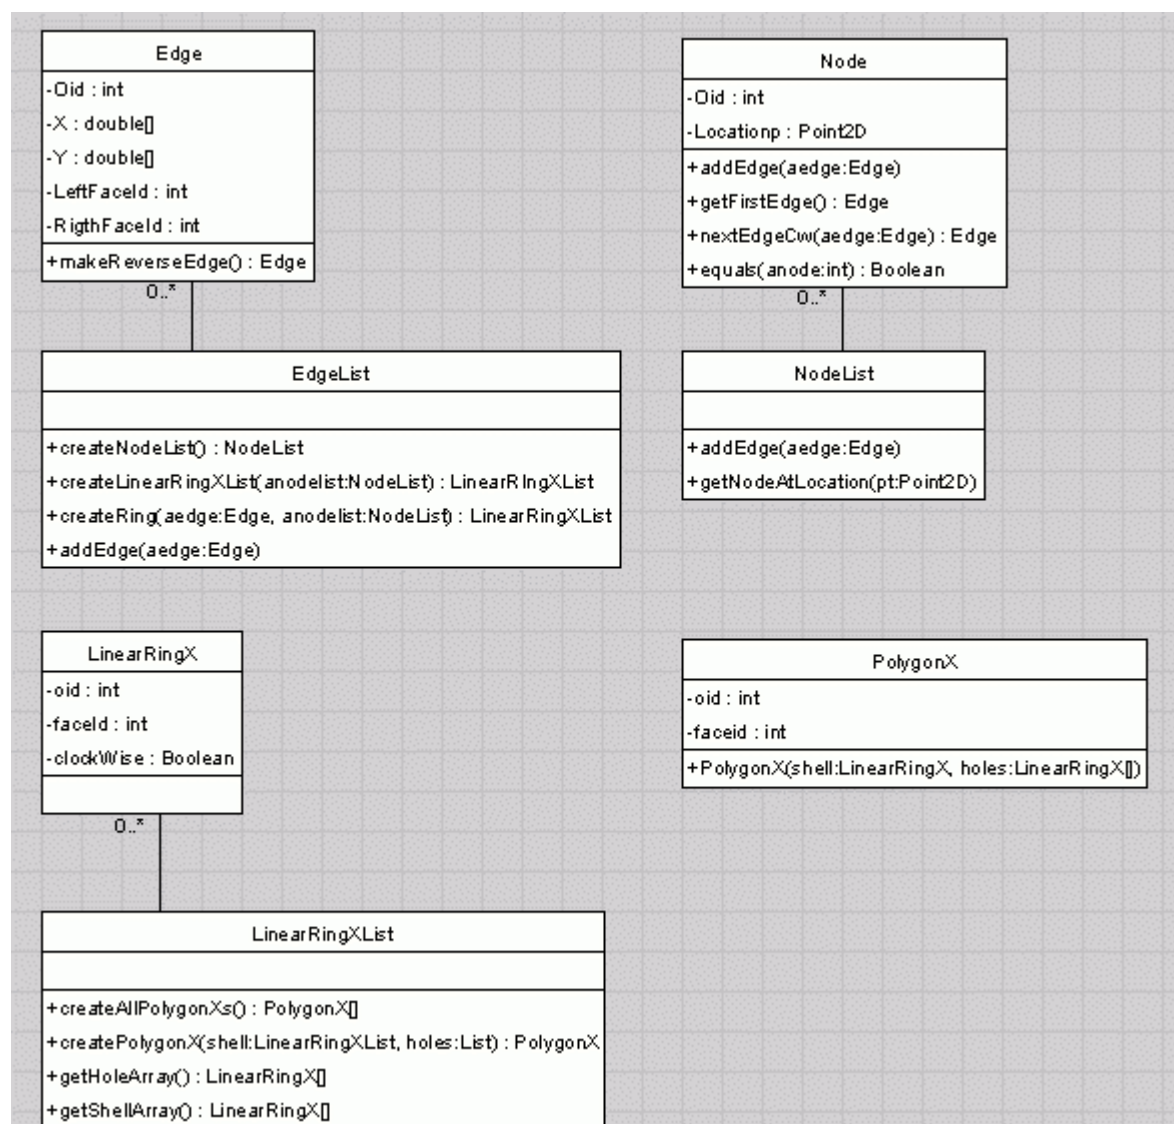 Edge
-Oid : int
-X : double[]
-Y : double[]
-LeftFaceId : int
-RigthFaceId : int
+makeReverseEdge() : Edge
0..*
EdgeList
+createNodeList() : NodeList
+createLinearRingXList(anodelist:NodeList) : LinearRIngXList
+createRing(aedge:Edge, anodelist:NodeList) : LinearRingXList
+addEdge(aedge:Edge)
Node
-Oid : int
-Locationp : Point2D
+addEdge(aedge:Edge)
+getFirstEdge() : Edge
+nextEdgeCw(aedge:Edge) : Edge
+equals(anode:int) : Boolean
0..*
NodeList
+addEdge(aedge:Edge)
+getNodeAtLocation(pt:Point2D)
LinearRingX
-oid : int
-faceId : int
-clockWise : Boolean
0..*
LinearRingXList
+createAllPolygonXs() : PolygonX[]
+createPolygonX(shell:LinearRingXList, holes:List) : PolygonX
+getHoleArray() : LinearRingX[]
+getShellArray() : LinearRingX[]
PolygonX
-oid : int
-faceid : int
+PolygonX(shell:LinearRingX, holes:LinearRingX[])